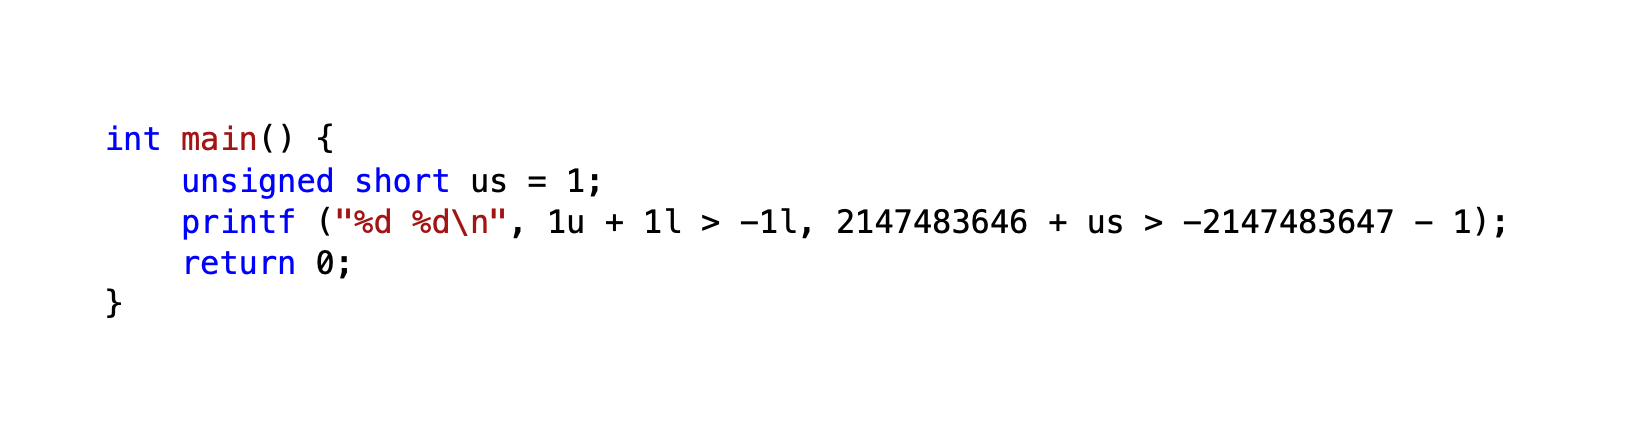 int main() {
    unsigned short us = 1;
    printf ("%d %d\n", 1u + 1l > −1l, 2147483646 + us > −2147483647 − 1);
    return 0;
}